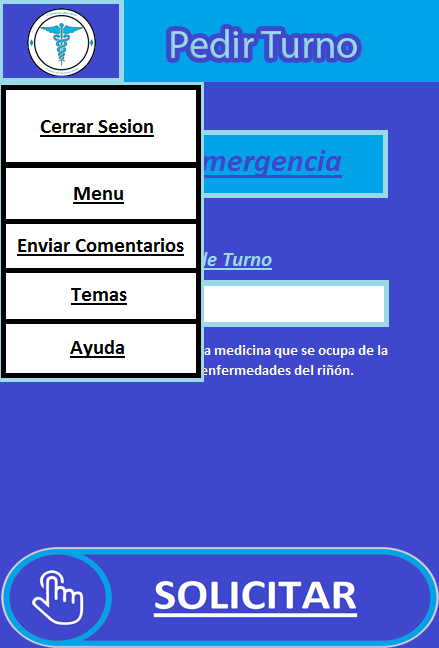 Pedir Turno
Cerrar Sesion
mergencia
Menu
Enviar Comentarios
de Turno
Temas
Ayuda
a medicina que se ocupa de la
enfermedades del riñón.
SOLICITAR